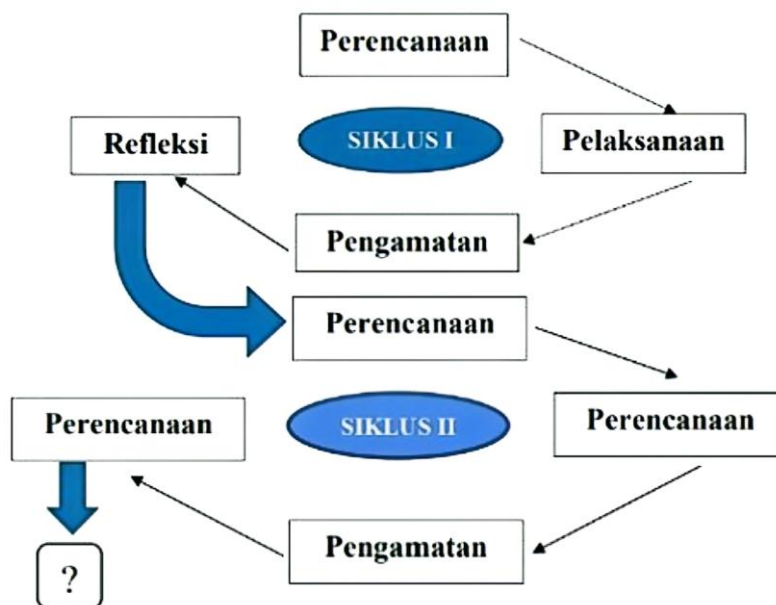 Perencanaan
Refleksi
SIKLUS I
Pelaksanaan
Pengamatan
Perencanaan
Perencanaan
SIKLUS II
Perencanaan
Pengamatan
?